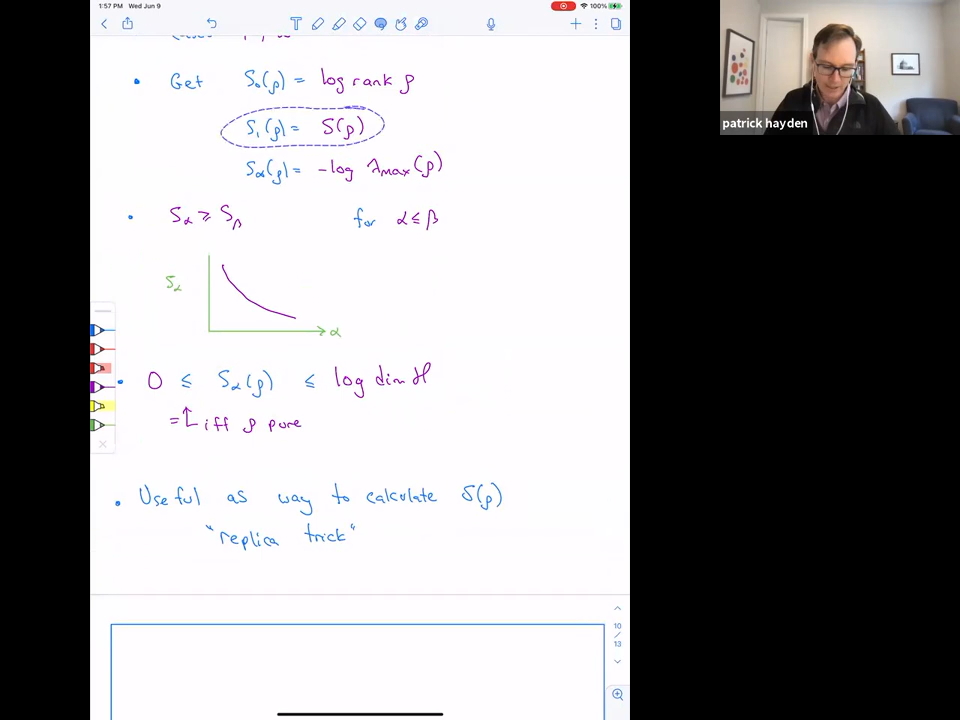 1:57 PM Wed Jun 9
100%
• Get S₀(ρ) = log rank ρ
S₁(ρ) = S(ρ)
S∞(ρ) = -log λmax(ρ)
• Sα ≥ Sβ for α ≤ β
Sα
α
• 0 ≤ Sα(ρ) ≤ log dim H
= iff ρ pure
• Useful as way to calculate S(ρ)
"replica trick"
10
/
13
patrick hayden